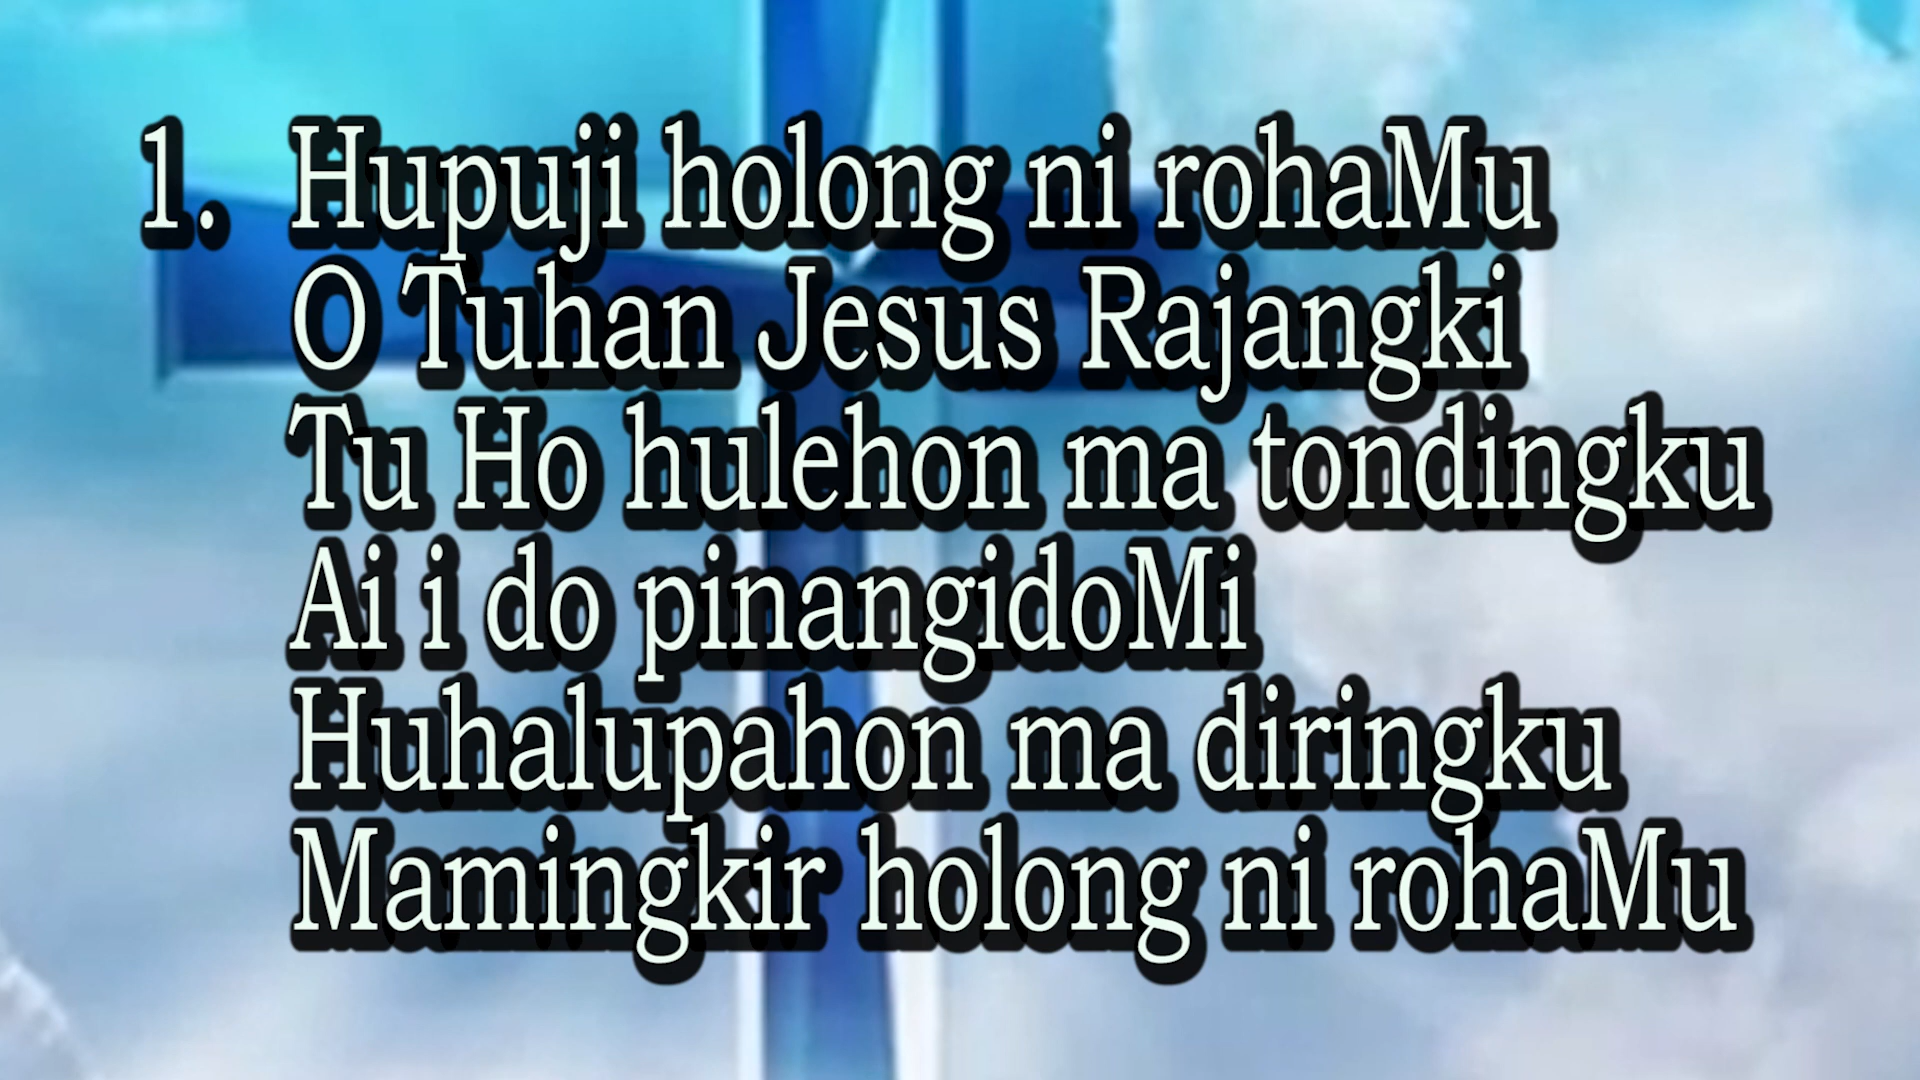 1. Hupuji holong ni rohaMu
O Tuhan Jesus Rajangki
Tu Ho hulehon ma tondingku
Ai i do pinangidoMi
Huhalupahon ma diringku
Mamingkir holong ni rohaMu